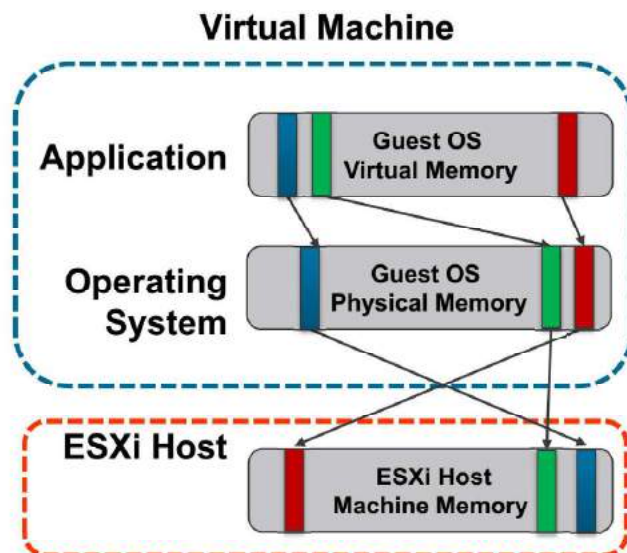 Virtual Machine
Application
Guest OS
Virtual Memory
Operating
System
Guest OS
Physical Memory
ESXi Host
ESXi Host
Machine Memory